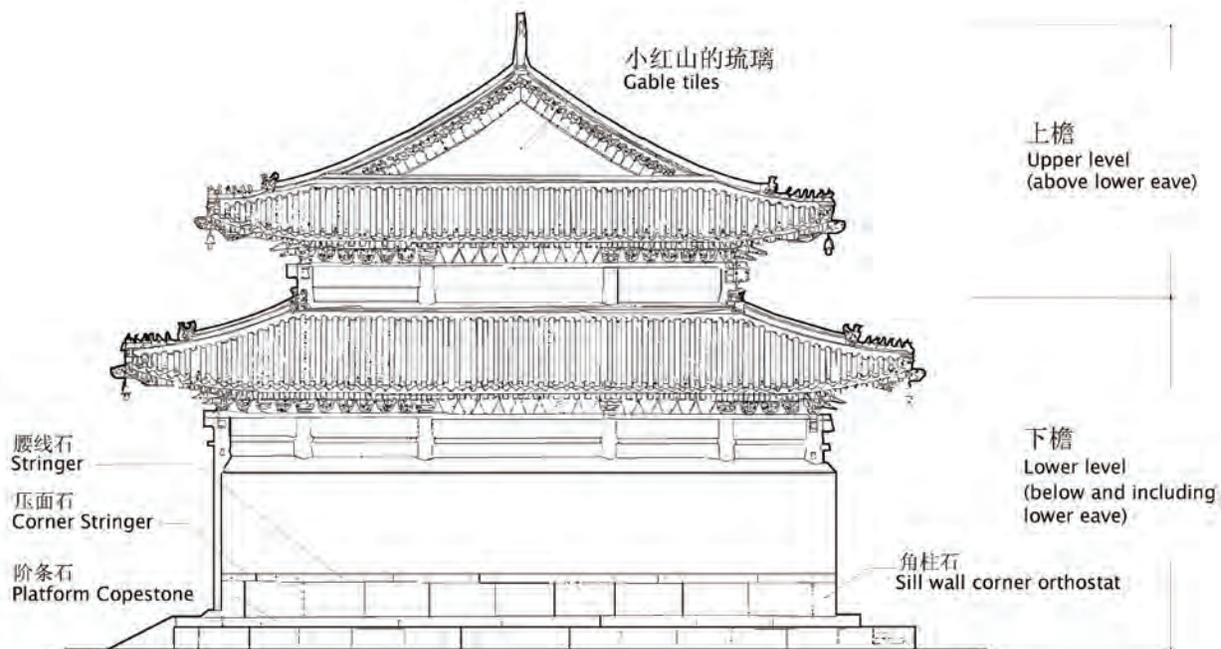 小红山的琉璃
Gable tiles
上檐
Upper level
(above lower eave)
腰线石
Stringer
压面石
Corner Stringer
阶条石
Platform Copestone
下檐
Lower level
(below and including
lower eave)
角柱石
Sill wall corner orthostat